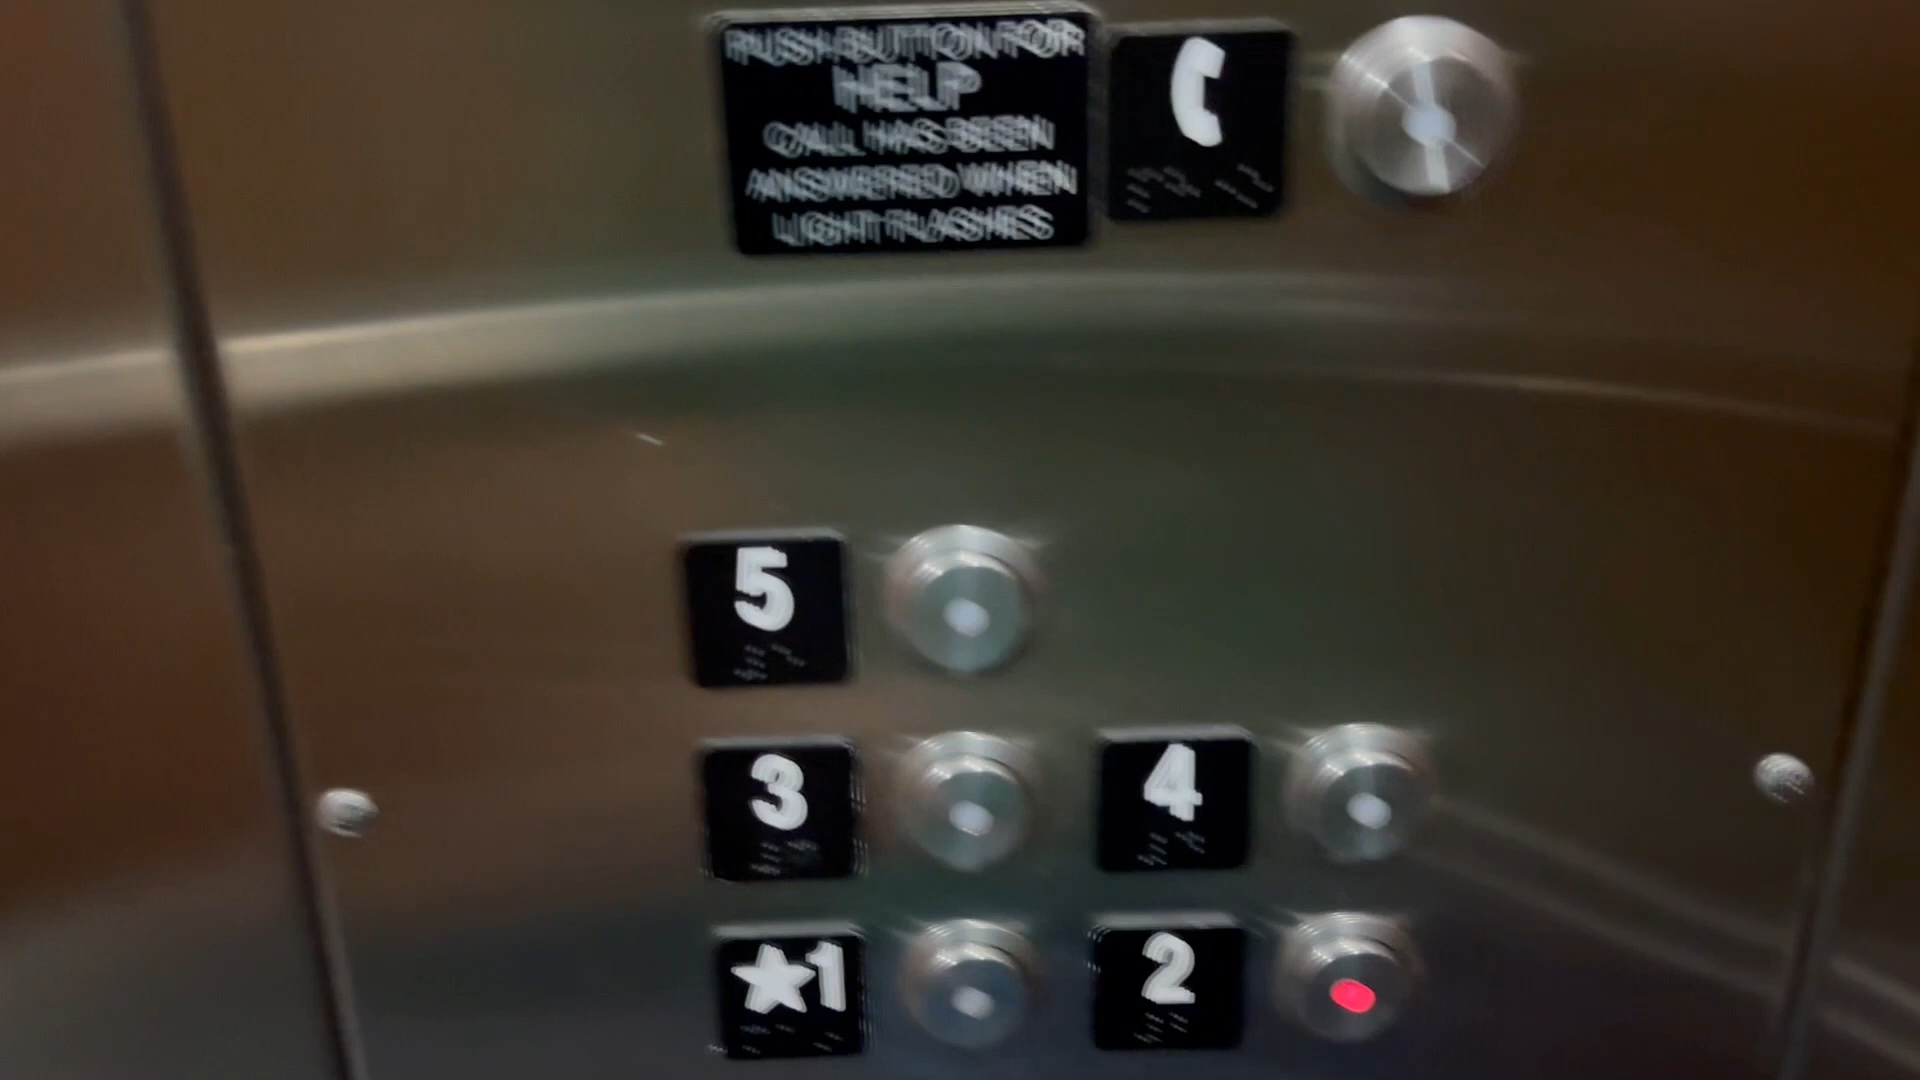 PUSH BUTTON FOR
HELP
CALL HAS BEEN
ANSWERED WHEN
LIGHT FLASHES
5
3
4
★1
2